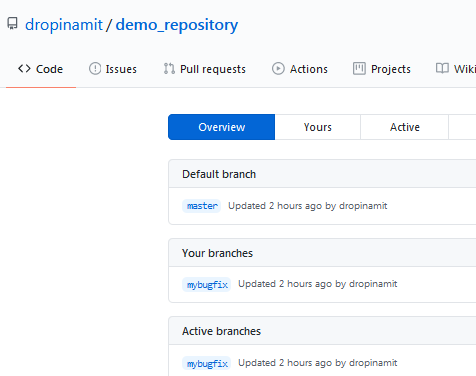 dropinamit / demo_repository
Code Issues Pull requests Actions Projects Wiki
Overview Yours Active
Default branch
master Updated 2 hours ago by dropinamit
Your branches
mybugfix Updated 2 hours ago by dropinamit
Active branches
mybugfix Updated 2 hours ago by dropinamit